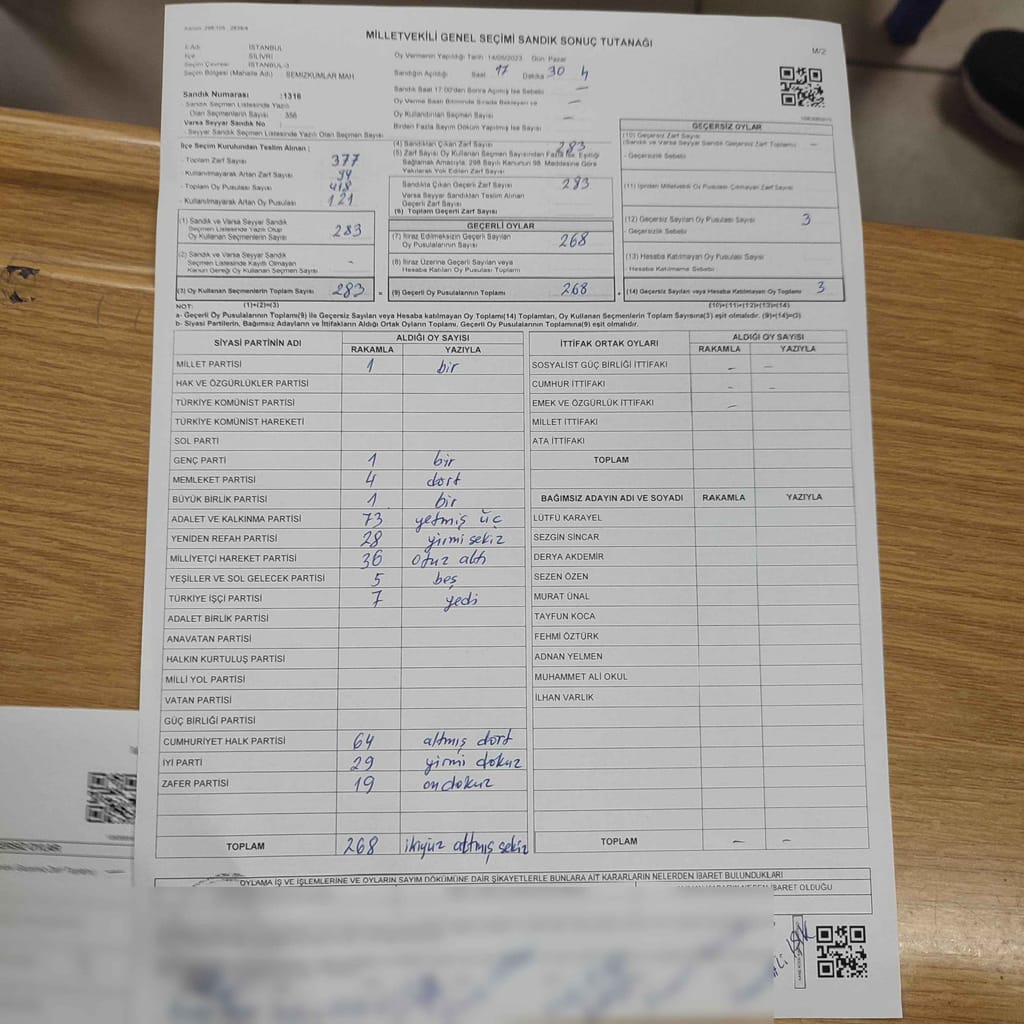 MİLLETVEKİLİ GENEL SEÇİMİ SANDIK SONUÇ TUTANAĞI
M/2
İl Adı İSTANBUL
İlçe SİLİVRİ
Seçim Çevresi İSTANBUL-3
Seçim Bölgesi (Mahalle Adı) SEMİZKUMLAR MAH
Oy Vermenin Yapıldığı Tarih 14/05/2023 Gün Pazar
Sandığın Açıldığı Saat 17 Dakika 30
Sandık Saat 17:00'den Sonra Açılmış İse Sebebi –
Oy Verme Saati Bitiminde Sırada Bekleyen ve –
Oy Kullandırılan Seçmen Sayısı –
Birden Fazla Sayım Döküm Yapılmış İse Sayısı
Sandık Numarası :1316
- Sandık Seçmen Listesinde Yazılı
Olan Seçmenlerin Sayısı 356
Varsa Seyyar Sandık No
- Seyyar Sandık Seçmen Listesinde Yazılı Olan Seçmen Sayısı
İlçe Seçim Kurulundan Teslim Alınan ;
- Toplam Zarf Sayısı 377
- Kullanılmayarak Artan Zarf Sayısı 94
- Toplam Oy Pusulası Sayısı 418
- Kullanılmayarak Artan Oy Pusulası 121
(1) Sandık ve Varsa Seyyar Sandık
Seçmen Listesinde Yazılı Olup
Oy Kullanan Seçmenlerin Sayısı 283
(2) Sandık ve Varsa Seyyar Sandık
Seçmen Listesinde Kayıtlı Olmayan
Kanun Gereği Oy Kullanan Seçmen Sayısı -
(3) Oy Kullanan Seçmenlerin Toplam Sayısı 283 =
(1)+(2)=(3)
(4) Sandıktan Çıkan Zarf Sayısı 283
(5) Zarf Sayısı Oy Kullanan Seçmen Sayısından Fazla İse, Eşitliği
Sağlamak Amacıyla, 298 Sayılı Kanunun 98. Maddesine Göre
Yakılarak Yok Edilen Zarf Sayısı
Sandıkta Çıkan Geçerli Zarf Sayısı 283
Varsa Seyyar Sandıktan Teslim Alınan
Geçerli Zarf Sayısı
(6) Toplam Geçerli Zarf Sayısı
GEÇERLİ OYLAR
(7) İtiraz Edilmeksizin Geçerli Sayılan
Oy Pusulalarının Sayısı 268
(8) İtiraz Üzerine Geçerli Sayılan veya
Hesaba Katılan Oy Pusulası Toplamı
(9) Geçerli Oy Pusulalarının Toplamı 268 +
GEÇERSİZ OYLAR
(10) Geçersiz Zarf Sayısı
(Sandık ve Varsa Seyyar Sandık Geçersiz Zarf Toplamı) –
- Geçersizlik Sebebi
(11) İçinden Milletvekili Oy Pusulası Çıkmayan Zarf Sayısı
(12) Geçersiz Sayılan Oy Pusulası Sayısı 3
- Geçersizlik Sebebi
(13) Hesaba Katılmayan Oy Pusulası Sayısı
- Hesaba Katılmama Sebebi
(14) Geçersiz Sayılan veya Hesaba Katılmayan Oy Toplamı 3
(10)+(11)+(12)+(13)=(14)
NOT:
a- Geçerli Oy Pusulalarının Toplamı(9) ile Geçersiz Sayılan veya Hesaba katılmayan Oy Toplamı(14) Toplamları, Oy Kullanan Seçmenlerin Toplam Sayısına(3) eşit olmalıdır. (9)+(14)=(3)
b- Siyasi Partilerin, Bağımsız Adayların ve İttifakların Aldığı Ortak Oyların Toplamı, Geçerli Oy Pusulalarının Toplamına(9) eşit olmalıdır.
SİYASİ PARTİNİN ADI ALDIĞI OY SAYISI
RAKAMLA YAZIYLA
MİLLET PARTİSİ 1 bir
HAK VE ÖZGÜRLÜKLER PARTİSİ
TÜRKİYE KOMÜNİST PARTİSİ
TÜRKİYE KOMÜNİST HAREKETİ
SOL PARTİ
GENÇ PARTİ 1 bir
MEMLEKET PARTİSİ 4 dört
BÜYÜK BİRLİK PARTİSİ 1 bir
ADALET VE KALKINMA PARTİSİ 73 yetmiş üç
YENİDEN REFAH PARTİSİ 28 yirmi sekiz
MİLLİYETÇİ HAREKET PARTİSİ 36 otuz altı
YEŞİLLER VE SOL GELECEK PARTİSİ 5 beş
TÜRKİYE İŞÇİ PARTİSİ 7 yedi
ADALET BİRLİK PARTİSİ
ANAVATAN PARTİSİ
HALKIN KURTULUŞ PARTİSİ
MİLLİ YOL PARTİSİ
VATAN PARTİSİ
GÜÇ BİRLİĞİ PARTİSİ
CUMHURİYET HALK PARTİSİ 64 altmış dört
İYİ PARTİ 29 yirmi dokuz
ZAFER PARTİSİ 19 ondokuz
TOPLAM 268 ikiyüz altmış sekiz
İTTİFAK ORTAK OYLARI ALDIĞI OY SAYISI
RAKAMLA YAZIYLA
SOSYALİST GÜÇ BİRLİĞİ İTTİFAKI – –
CUMHUR İTTİFAKI – –
EMEK VE ÖZGÜRLÜK İTTİFAKI –
MİLLET İTTİFAKI
ATA İTTİFAKI
TOPLAM
BAĞIMSIZ ADAYIN ADI VE SOYADI RAKAMLA YAZIYLA
LÜTFÜ KARAYEL
SEZGİN SİNCAR
DERYA AKDEMİR
SEZEN ÖZEN
MURAT ÜNAL
TAYFUN KOCA
FEHMİ ÖZTÜRK
ADNAN YELMEN
MUHAMMET ALİ OKUL
İLHAN VARLIK
TOPLAM – –
OYLAMA İŞ VE İŞLEMLERİNE VE OYLARIN SAYIM DÖKÜMÜNE DAİR ŞİKAYETLERLE BUNLARA AİT KARARLARIN NELERDEN İBARET BULUNDUKLARI
İBARET OLDUĞU